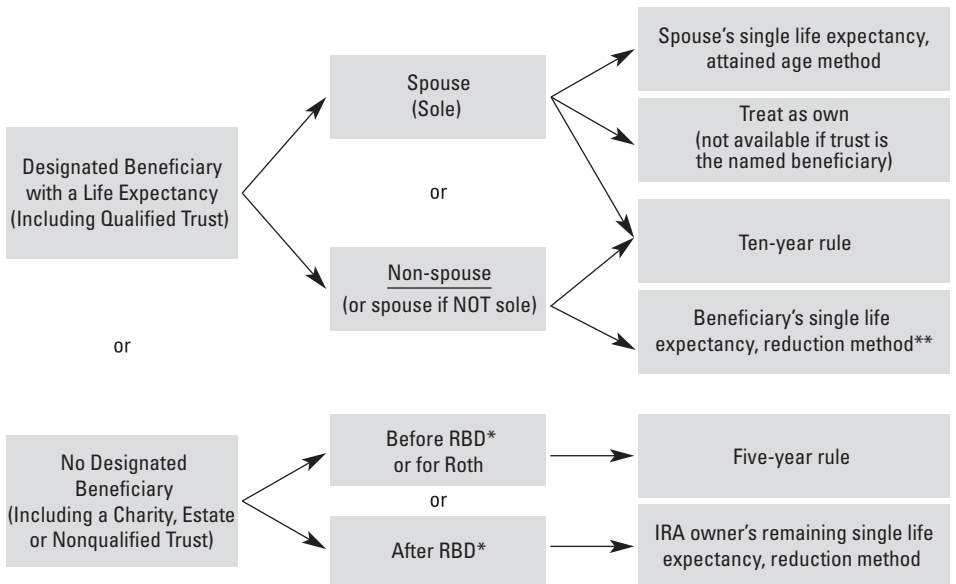 Designated Beneficiary
with a Life Expectancy
(Including Qualified Trust)
or
No Designated
Beneficiary
(Including a Charity, Estate
or Nonqualified Trust)
Spouse
(Sole)
or
Non-spouse
(or spouse if NOT sole)
Before RBD*
or for Roth
or
After RBD*
Spouse's single life expectancy,
attained age method
Treat as own
(not available if trust is
the named beneficiary)
Ten-year rule
Beneficiary's single life
expectancy, reduction method**
Five-year rule
IRA owner's remaining single life
expectancy, reduction method